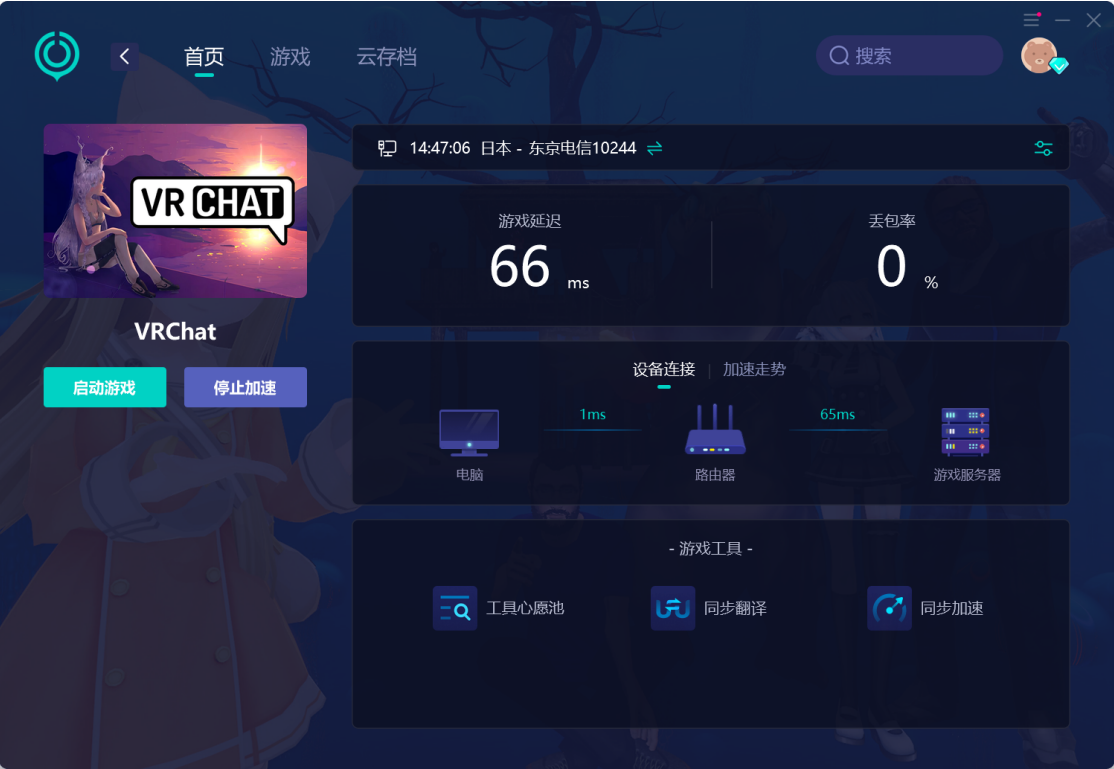 首页 游戏 云存档 搜索
VRCHAT
VRChat
启动游戏 停止加速
14:47:06 日本 - 东京电信10244
游戏延迟 丢包率
66 ms 0 %
设备连接 加速走势
1ms 65ms
电脑 路由器 游戏服务器
- 游戏工具 -
工具心愿池 同步翻译 同步加速